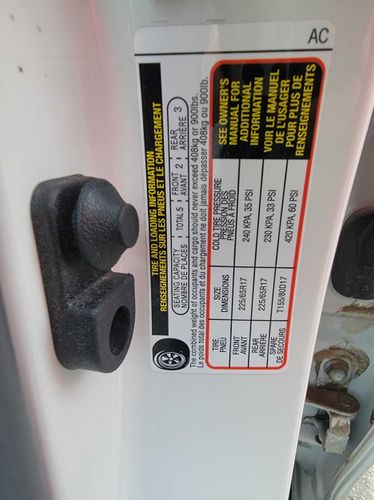 AC
TIRE AND LOADING INFORMATION
RENSEIGNEMENTS SUR LES PNEUS ET LE CHARGEMENT
SEATING CAPACITY
NOMBRE DE PLACES
TOTAL 5
FRONT
AVANT 2
REAR
ARRIÈRE 3
The combined weight of occupants and cargo should never exceed 408kg or 900lbs.
Le poids total des occupants et du chargement ne doit jamais dépasser 408kg ou 900lb.
TIRE
PNEU
SIZE
DIMENSIONS
COLD TIRE PRESSURE
PRESSION DES
PNEUS À FROID
FRONT
AVANT
225/65R17
240 KPA, 35 PSI
REAR
ARRIÈRE
225/65R17
230 KPA, 33 PSI
SPARE
DE SECOURS
T155/80D17
420 KPA, 60 PSI
SEE OWNER'S
MANUAL FOR
ADDITIONAL
INFORMATION
VOIR LE MANUEL
DE L'USAGER
POUR PLUS DE
RENSEIGNEMENTS